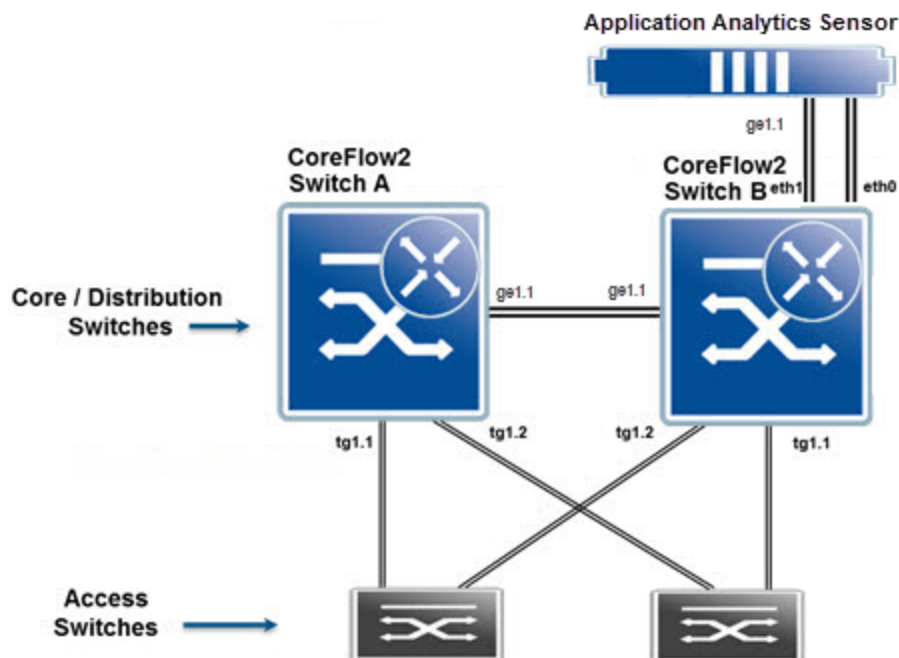 Application Analytics Sensor
ge1.1
CoreFlow2
Switch A
CoreFlow2
Switch B
eth1
eth0
Core / Distribution
Switches
ge1.1
ge1.1
tg1.1
tg1.2
tg1.2
tg1.1
Access
Switches